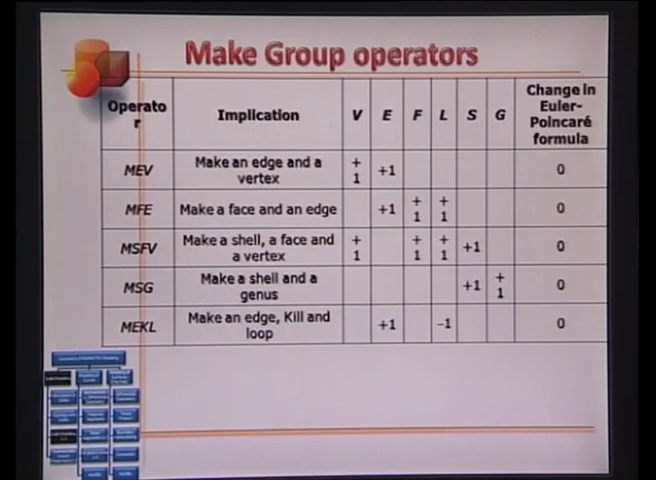 Make Group operators
Operato
r
Implication
V
E
F
L
S
G
Change in
Euler-
Poincaré
formula
MEV
Make an edge and a
vertex
+
1
+1
0
MFE
Make a face and an edge
+1
+
1
+
1
0
MSFV
Make a shell, a face and
a vertex
+
1
+
1
+
1
+1
0
MSG
Make a shell and a
genus
+1
+
1
0
MEKL
Make an edge, Kill and
loop
+1
–1
0